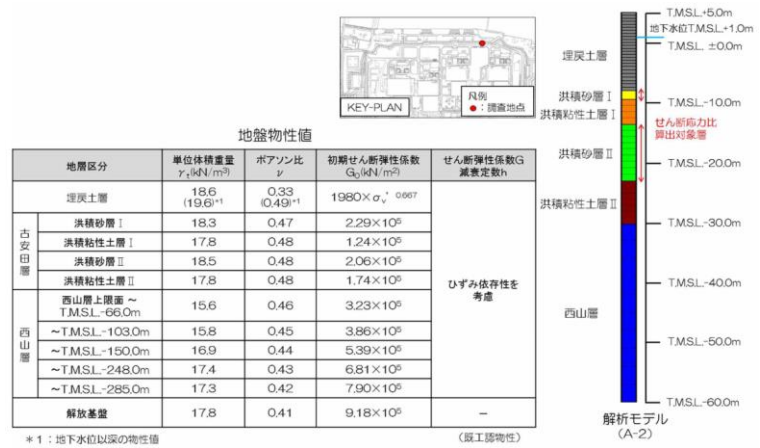 KEY-PLAN
凡例
●：調査地点
地盤物性値
地層区分
単位体積重量
γτ(kN/m³)
ポアソン比
ν
初期せん断弾性係数
G₀(kN/m²)
せん断弾性係数G
減衰定数h
埋戻土層
18.6
(19.6)*¹
0.33
(0.49)*¹
1980×σᵥ' ⁰·⁶⁶⁷
ひずみ依存性を
考慮
古安田層
洪積砂層Ⅰ 18.3 0.47 2.29×10⁵
洪積粘性土層Ⅰ 17.8 0.48 1.24×10⁵
洪積砂層Ⅱ 18.5 0.48 2.06×10⁵
洪積粘性土層Ⅱ 17.8 0.48 1.74×10⁵
西山層
西山層上限面 ～
T.M.S.L.-66.0m
15.6 0.46 3.23×10⁵
～T.M.S.L.-103.0m 15.8 0.45 3.86×10⁵
～T.M.S.L.-150.0m 16.9 0.44 5.39×10⁵
～T.M.S.L.-248.0m 17.4 0.43 6.81×10⁵
～T.M.S.L.-285.0m 17.3 0.42 7.90×10⁵
解放基盤 17.8 0.41 9.18×10⁵ －
*1：地下水位以深の物性値
（既工認物性）
T.M.S.L.+5.0m
地下水位T.M.S.L.+1.0m
T.M.S.L. ±0.0m
埋戻土層
洪積砂層Ⅰ
T.M.S.L.-10.0m
洪積粘性土層Ⅰ
せん断応力比
算出対象層
洪積砂層Ⅱ
T.M.S.L.-20.0m
洪積粘性土層Ⅱ
T.M.S.L.-30.0m
T.M.S.L.-40.0m
西山層
T.M.S.L.-50.0m
T.M.S.L.-60.0m
解析モデル
（A-2）